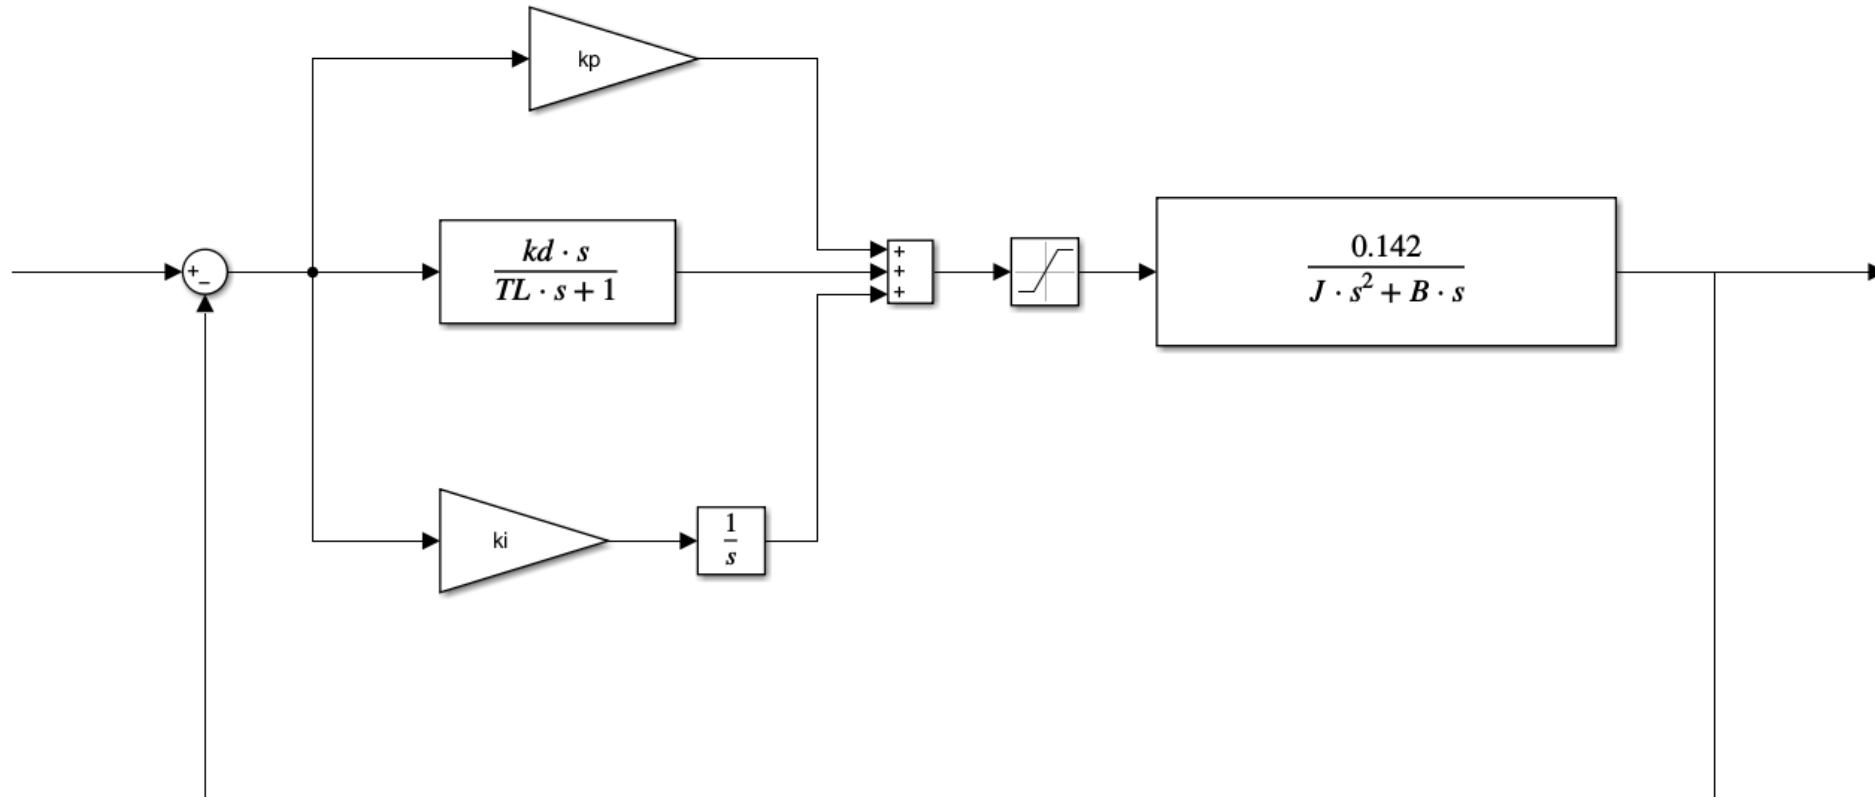 kp
+
−
kd · s
TL · s + 1
+
+
+
0.142
J · s² + B · s
ki
1
s